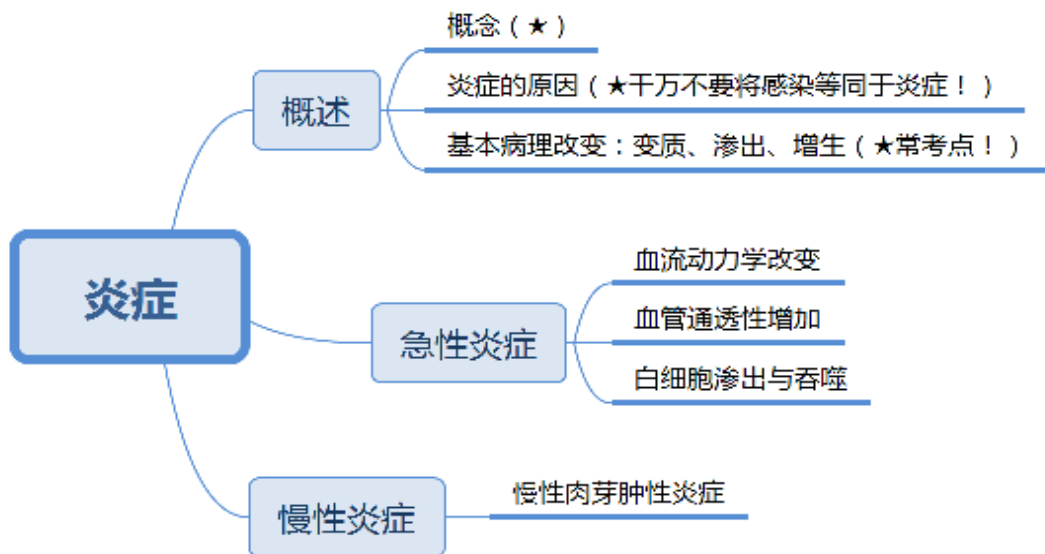 炎症
概述
概念（★）
炎症的原因（★千万不要将感染等同于炎症！）
基本病理改变：变质、渗出、增生（★常考点！）
急性炎症
血流动力学改变
血管通透性增加
白细胞渗出与吞噬
慢性炎症
慢性肉芽肿性炎症